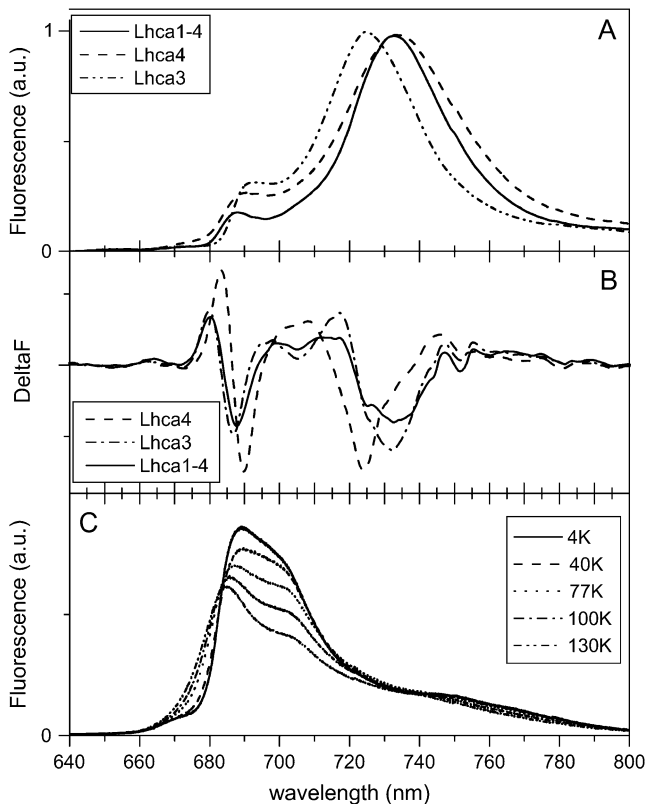 1
Lhca1-4
Lhca4
Lhca3
A
Fluorescence (a.u.)
0
B
DeltaF
Lhca4
Lhca3
Lhca1-4
C
4K
40K
77K
100K
130K
Fluorescence (a.u.)
0
640 660 680 700 720 740 760 780 800
wavelength (nm)